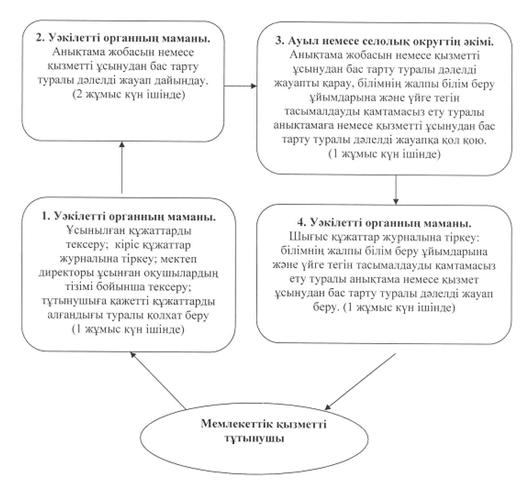 2. Уәкілетті органның маманы.
Анықтама жобасын немесе
қызметті ұсынудан бас тарту
туралы дәлелді жауап дайындау.
(2 жұмыс күн ішінде)
3. Ауыл немесе селолық округтің әкімі.
Анықтама жобасын немесе қызметті
ұсынудан бас тарту туралы дәлелді
жауапты қарау, білімнің жалпы білім беру
ұйымдарына және үйге тегін
тасымалдауды қамтамасыз ету туралы
анықтамаға немесе қызметті ұсынудан бас
тарту туралы дәлелді жауапқа қол қою.
(1 жұмыс күн ішінде)
1. Уәкілетті органның маманы.
Ұсынылған құжаттарды
тексеру; кіріс құжаттар
журналына тіркеу; мектеп
директоры ұсынған оқушылардың
тізімі бойынша тексеру;
тұтынушыға қажетті құжаттарды
алғандығы туралы қолхат беру
(1 жұмыс күн ішінде)
4. Уәкілетті органның маманы.
Шығыс құжаттар журналына тіркеу:
білімнің жалпы білім беру ұйымдарына
және үйге тегін тасымалдауды қамтамасыз
ету туралы анықтама немесе қызмет
ұсынудан бас тарту туралы дәлелді жауап
беру. (1 жұмыс күн ішінде)
Мемлекеттік қызметті
тұтынушы